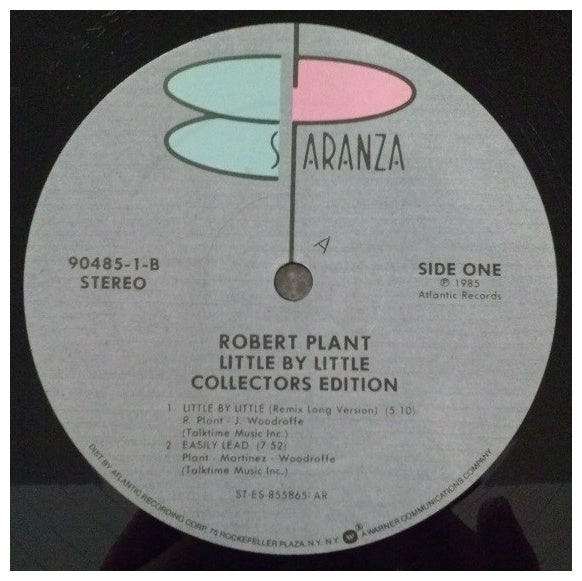 ES PARANZA
A
90485-1-B
STEREO
SIDE ONE
℗ 1985
Atlantic Records
ROBERT PLANT
LITTLE BY LITTLE
COLLECTORS EDITION
1. LITTLE BY LITTLE (Remix Long Version) (5:10)
R. Plant - J. Woodroffe
(Talktime Music Inc.)
2. EASILY LEAD (7:52)
Plant - Martinez - Woodroffe
(Talktime Music Inc.)
ST-ES-855865- AR
DIST BY ATLANTIC RECORDING CORP. 75 ROCKEFELLER PLAZA, N.Y. N.Y. W ® A WARNER COMMUNICATIONS COMPANY